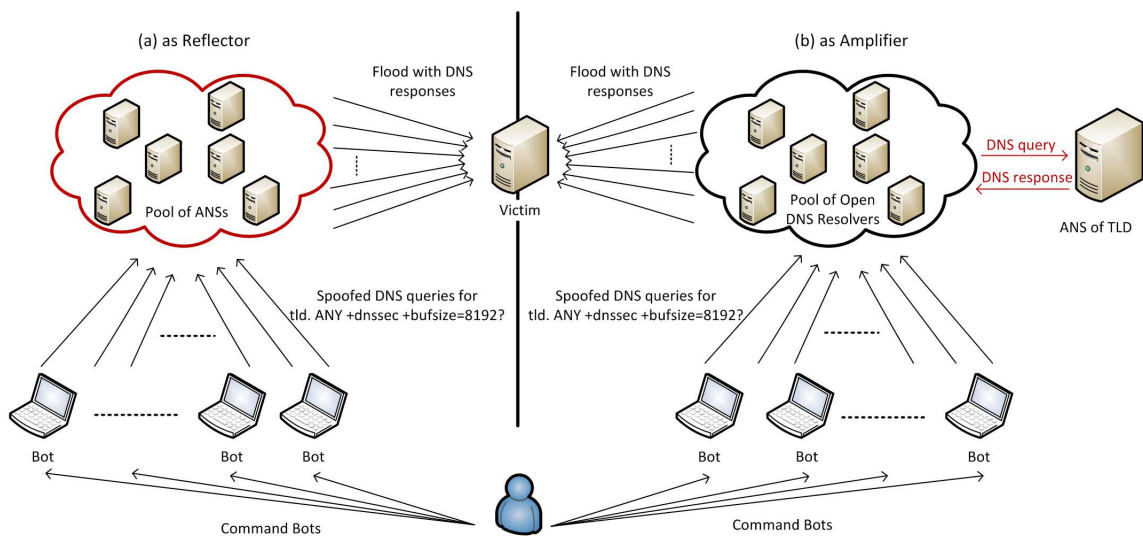 (a) as Reflector
(b) as Amplifier
Flood with DNS
responses
Flood with DNS
responses
DNS query
DNS response
Pool of ANSs
Victim
Pool of Open
DNS Resolvers
ANS of TLD
Spoofed DNS queries for
tld. ANY +dnssec +bufsize=8192?
Spoofed DNS queries for
tld. ANY +dnssec +bufsize=8192?
Bot
Bot
Bot
Bot
Bot
Bot
Command Bots
Command Bots